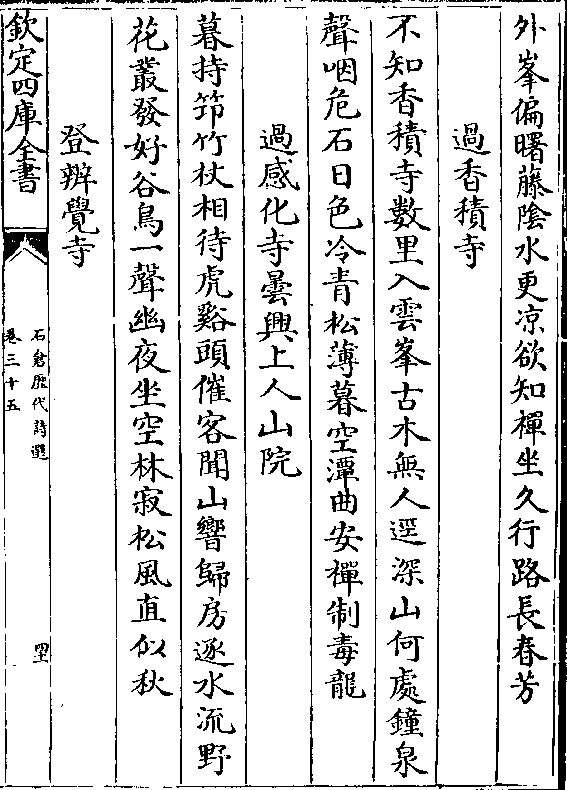 外峯偏曙藤陰水更凉欲知禪坐久行路長春芳
過香積寺
不知香積寺數里入雲峯古木無人逕深山何處鐘泉
聲咽危石日色冷青松薄暮空潭曲安禪制毒龍
過感化寺曇興上人山院
暮持筇竹杖相待虎谿頭催客聞山響歸房逐水流野
花叢發好谷鳥一聲幽夜坐空林寂松風直似秋
登辨覺寺
欽定四庫全書
石倉歷代詩選
卷三十五
四